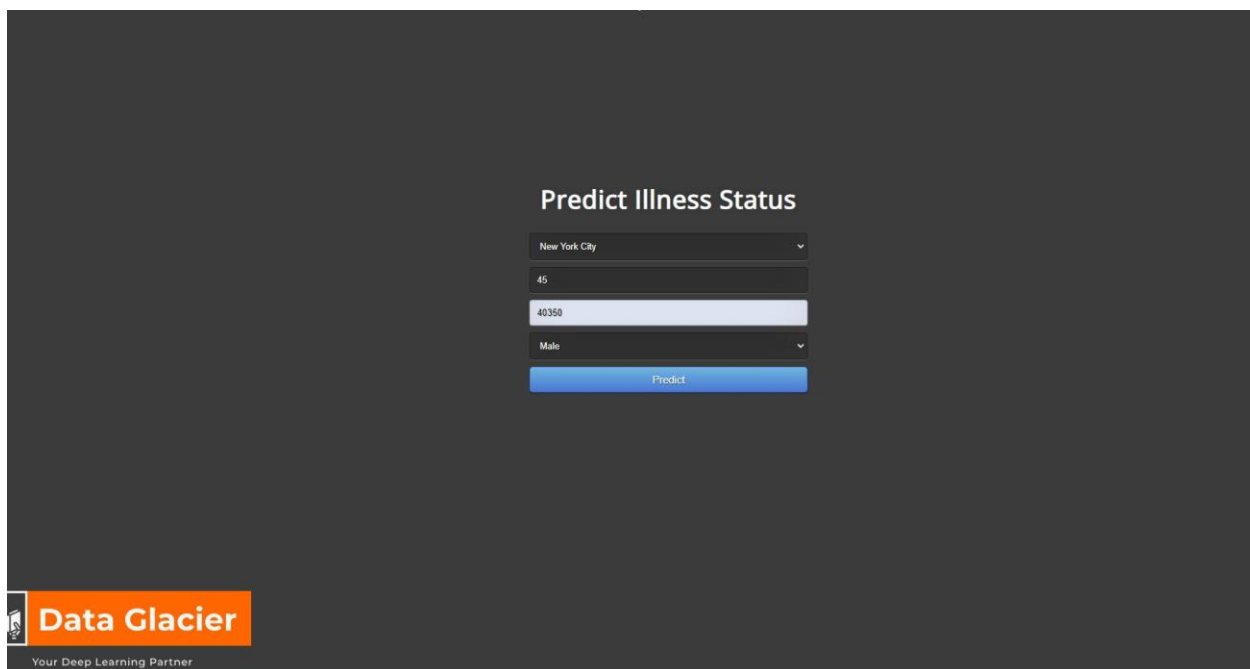 Predict Illness Status
New York City
45
40350
Male
Predict
Data Glacier
Your Deep Learning Partner